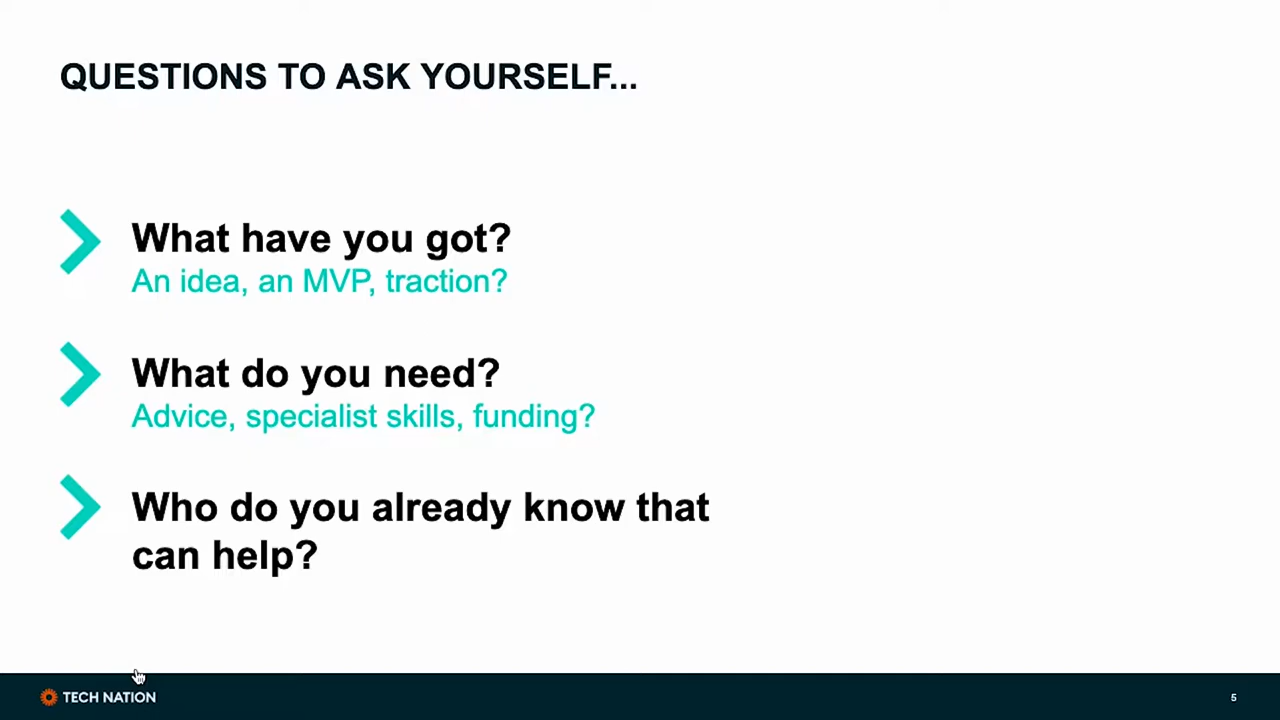 QUESTIONS TO ASK YOURSELF...
What have you got?
An idea, an MVP, traction?
What do you need?
Advice, specialist skills, funding?
Who do you already know that
can help?
TECH NATION
5